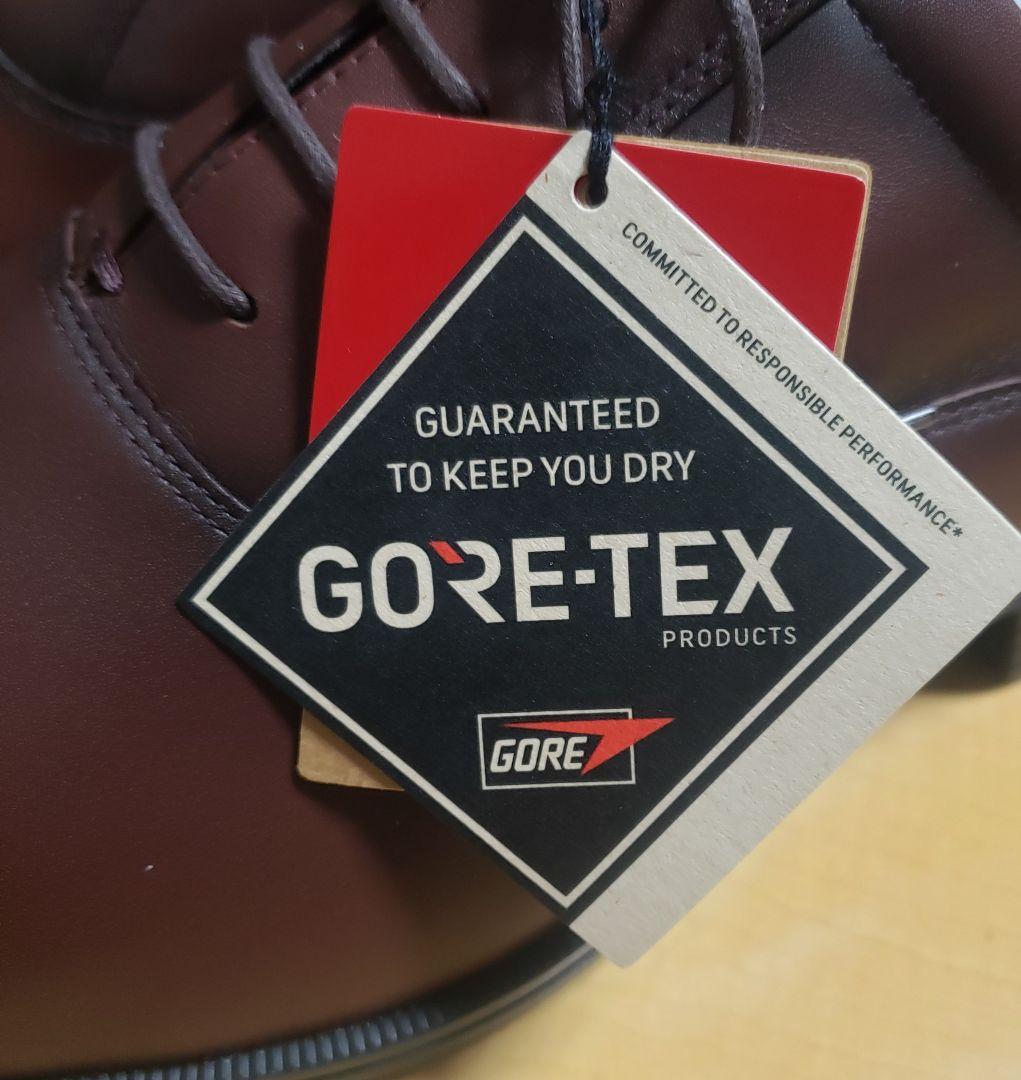 COMMITTED TO RESPONSIBLE PERFORMANCE*
GUARANTEED
TO KEEP YOU DRY
GORE-TEX
PRODUCTS
GORE